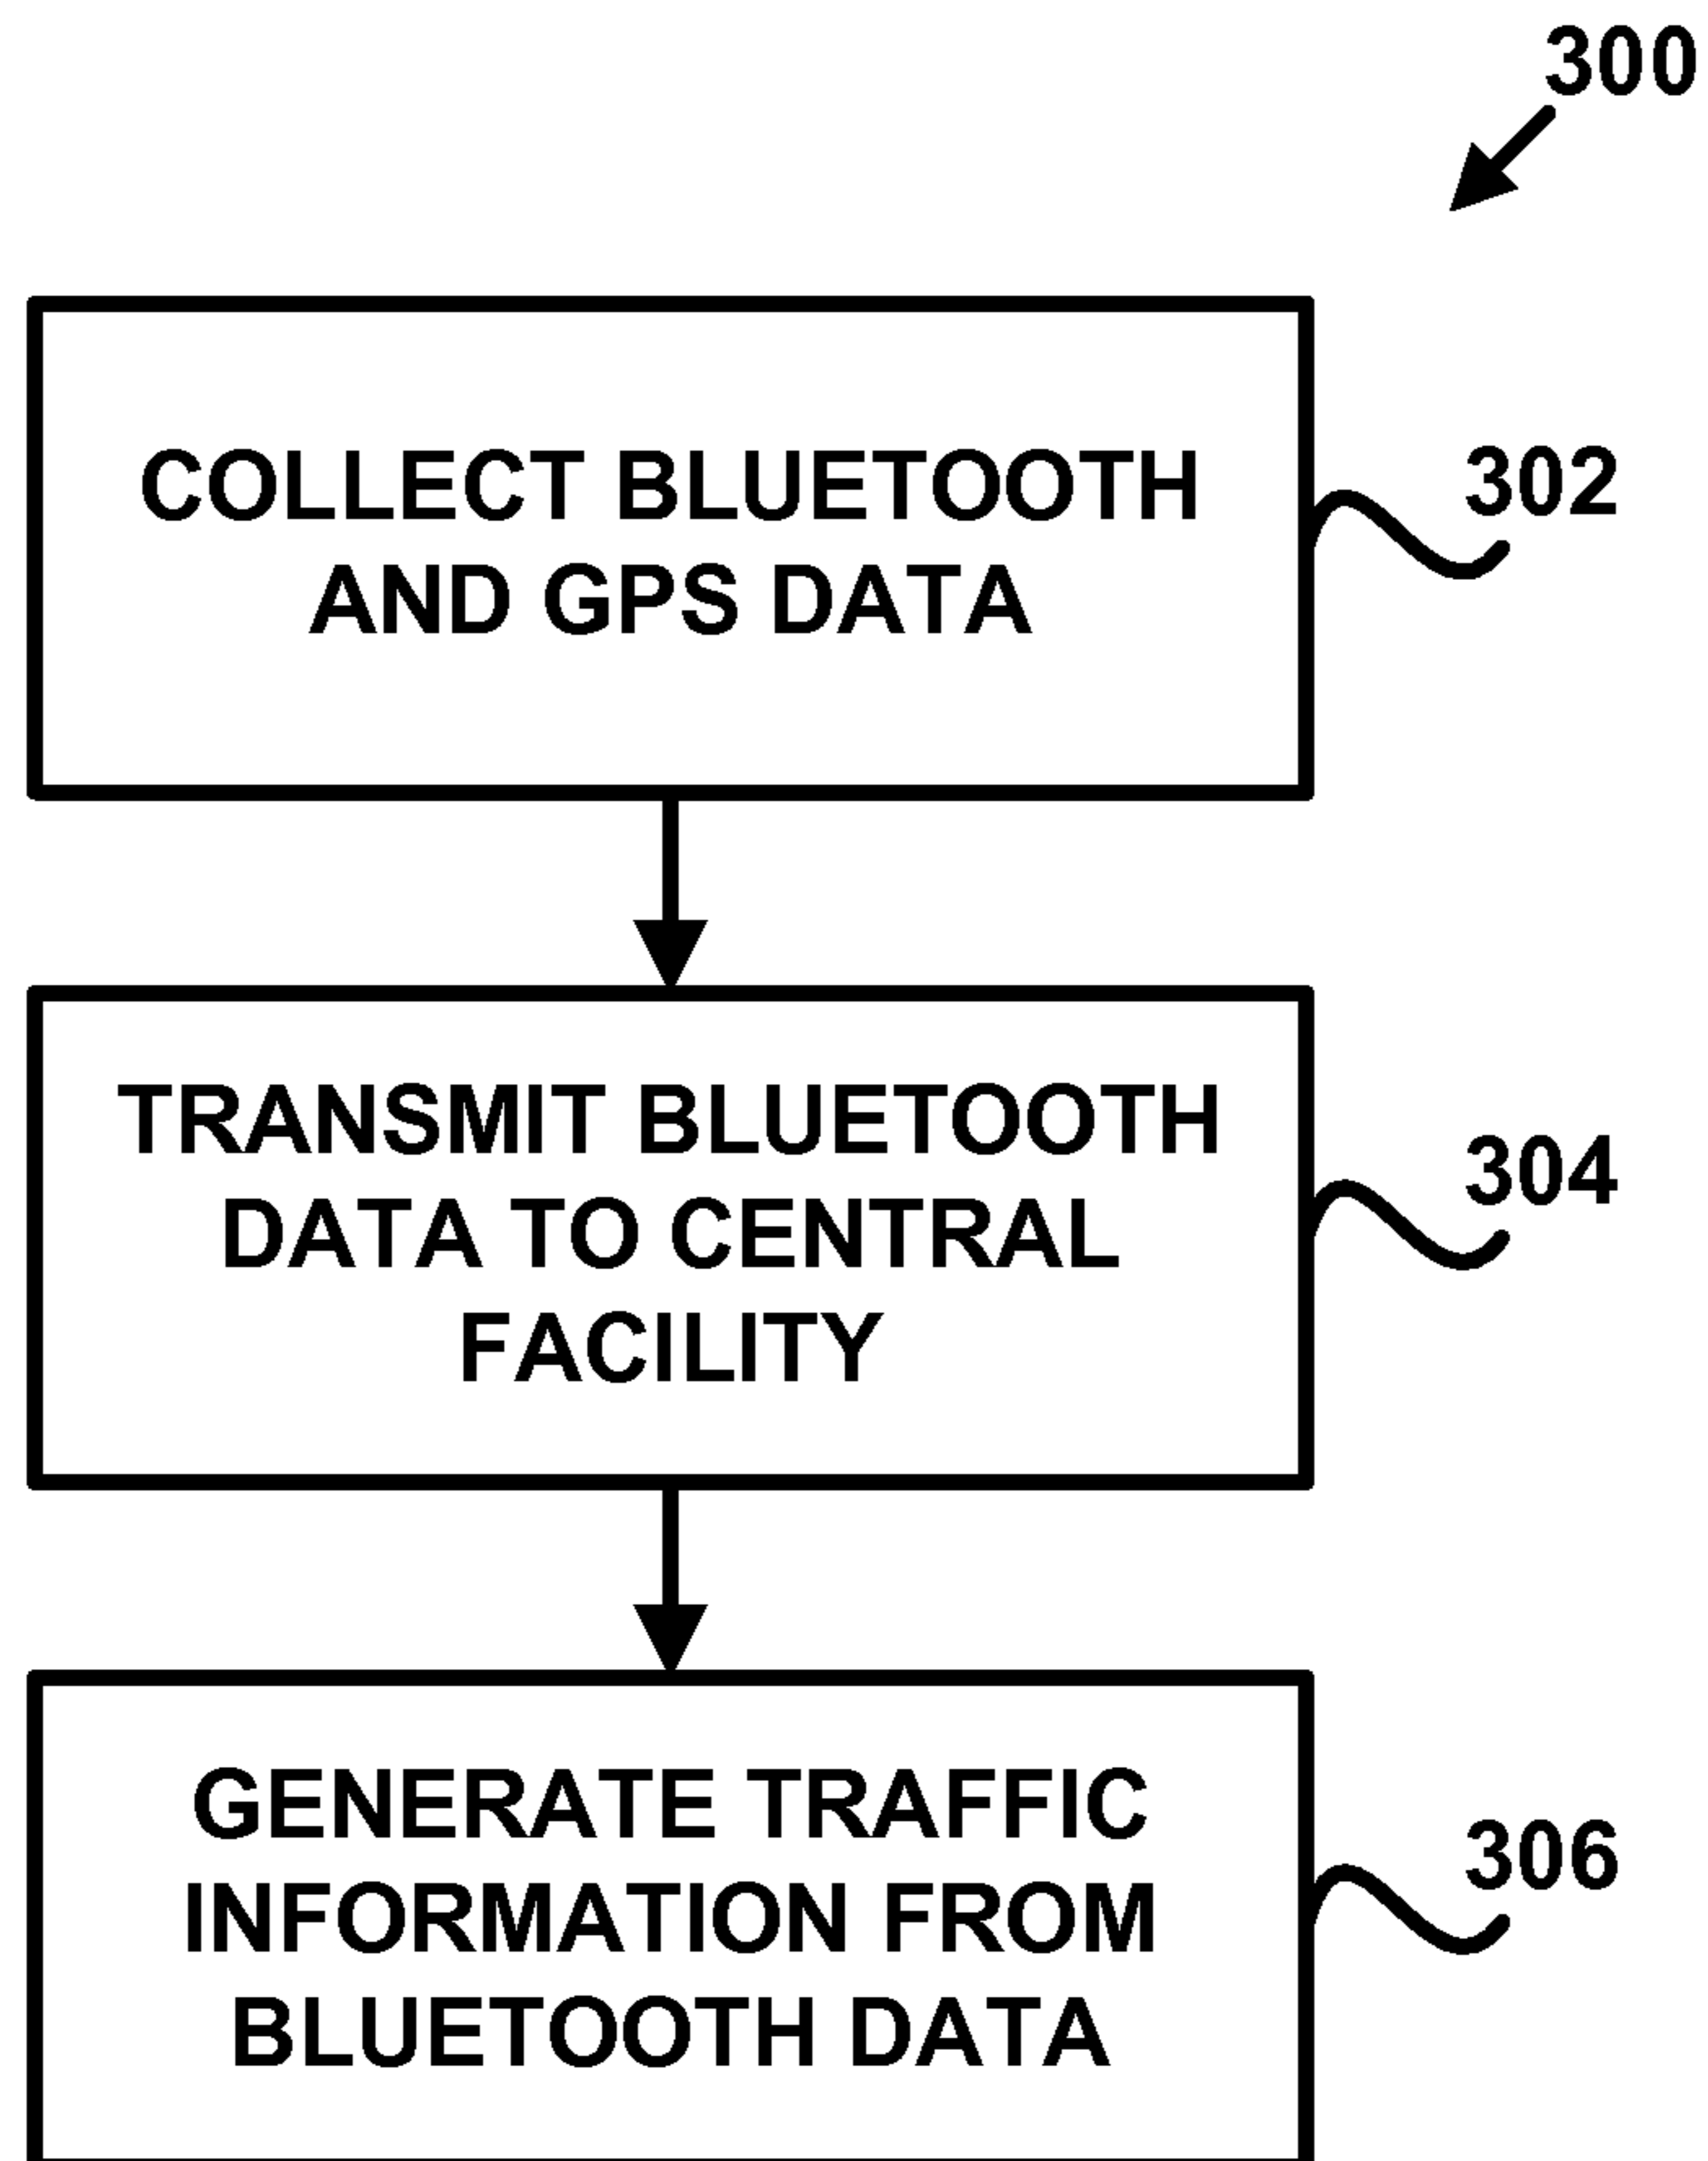 300
COLLECT BLUETOOTH
AND GPS DATA
302
TRANSMIT BLUETOOTH
DATA TO CENTRAL
FACILITY
304
GENERATE TRAFFIC
INFORMATION FROM
BLUETOOTH DATA
306